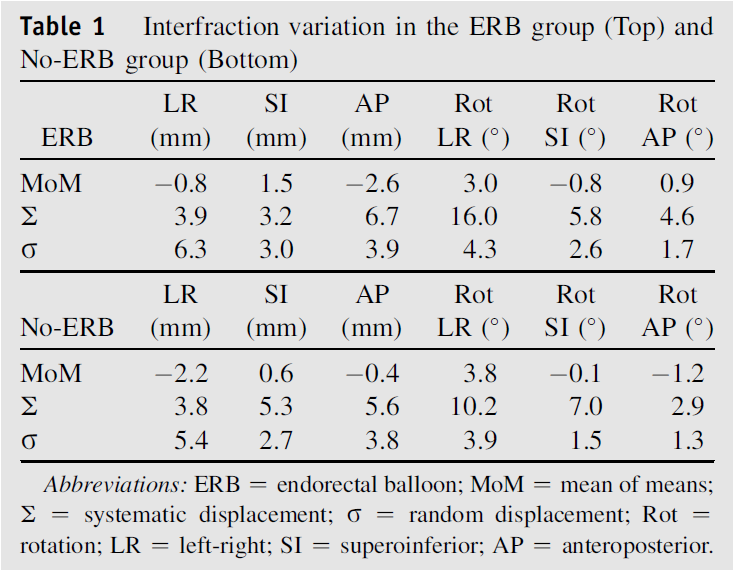 Table 1 Interfraction variation in the ERB group (Top) and
No-ERB group (Bottom)
LR SI AP Rot Rot Rot
ERB (mm) (mm) (mm) LR (°) SI (°) AP (°)
MoM −0.8 1.5 −2.6 3.0 −0.8 0.9
Σ 3.9 3.2 6.7 16.0 5.8 4.6
σ 6.3 3.0 3.9 4.3 2.6 1.7
LR SI AP Rot Rot Rot
No-ERB (mm) (mm) (mm) LR (°) SI (°) AP (°)
MoM −2.2 0.6 −0.4 3.8 −0.1 −1.2
Σ 3.8 5.3 5.6 10.2 7.0 2.9
σ 5.4 2.7 3.8 3.9 1.5 1.3
Abbreviations: ERB = endorectal balloon; MoM = mean of means;
Σ = systematic displacement; σ = random displacement; Rot =
rotation; LR = left-right; SI = superoinferior; AP = anteroposterior.